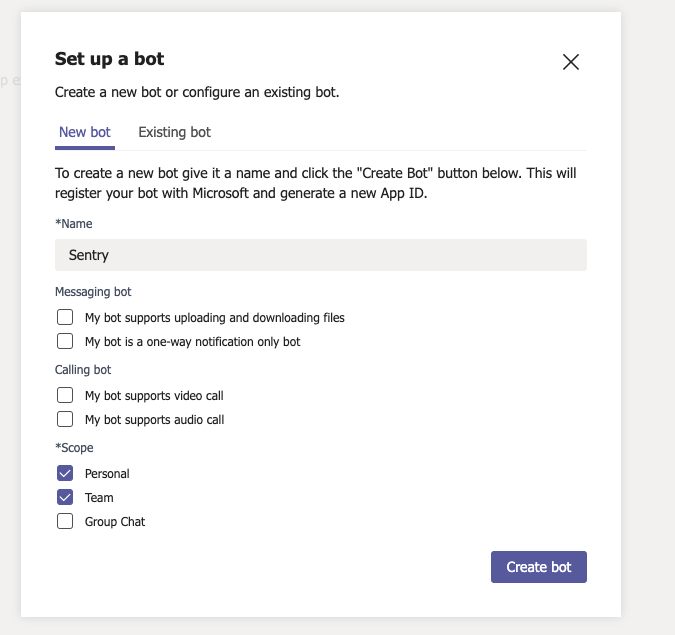 Set up a bot
Create a new bot or configure an existing bot.
New bot
Existing bot
To create a new bot give it a name and click the "Create Bot" button below. This will
register your bot with Microsoft and generate a new App ID.
*Name
Sentry
Messaging bot
My bot supports uploading and downloading files
My bot is a one-way notification only bot
Calling bot
My bot supports video call
My bot supports audio call
*Scope
Personal
Team
Group Chat
Create bot